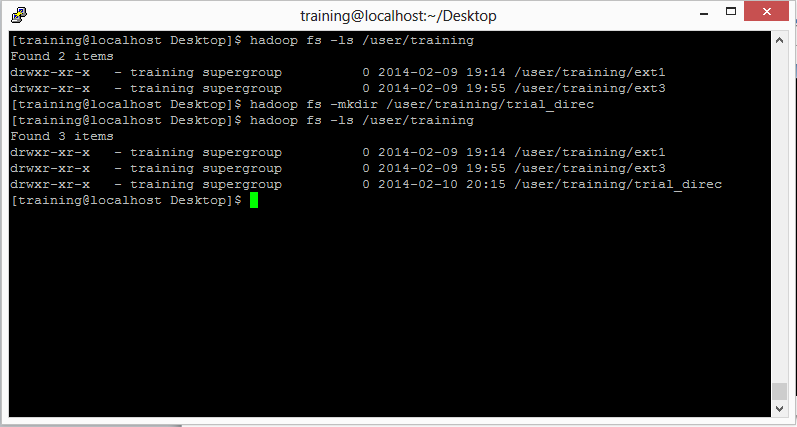 training@localhost:~/Desktop
[training@localhost Desktop]$ hadoop fs -ls /user/training
Found 2 items
drwxr-xr-x   - training supergroup          0 2014-02-09 19:14 /user/training/ext1
drwxr-xr-x   - training supergroup          0 2014-02-09 19:55 /user/training/ext3
[training@localhost Desktop]$ hadoop fs -mkdir /user/training/trial_direc
[training@localhost Desktop]$ hadoop fs -ls /user/training
Found 3 items
drwxr-xr-x   - training supergroup          0 2014-02-09 19:14 /user/training/ext1
drwxr-xr-x   - training supergroup          0 2014-02-09 19:55 /user/training/ext3
drwxr-xr-x   - training supergroup          0 2014-02-10 20:15 /user/training/trial_direc
[training@localhost Desktop]$